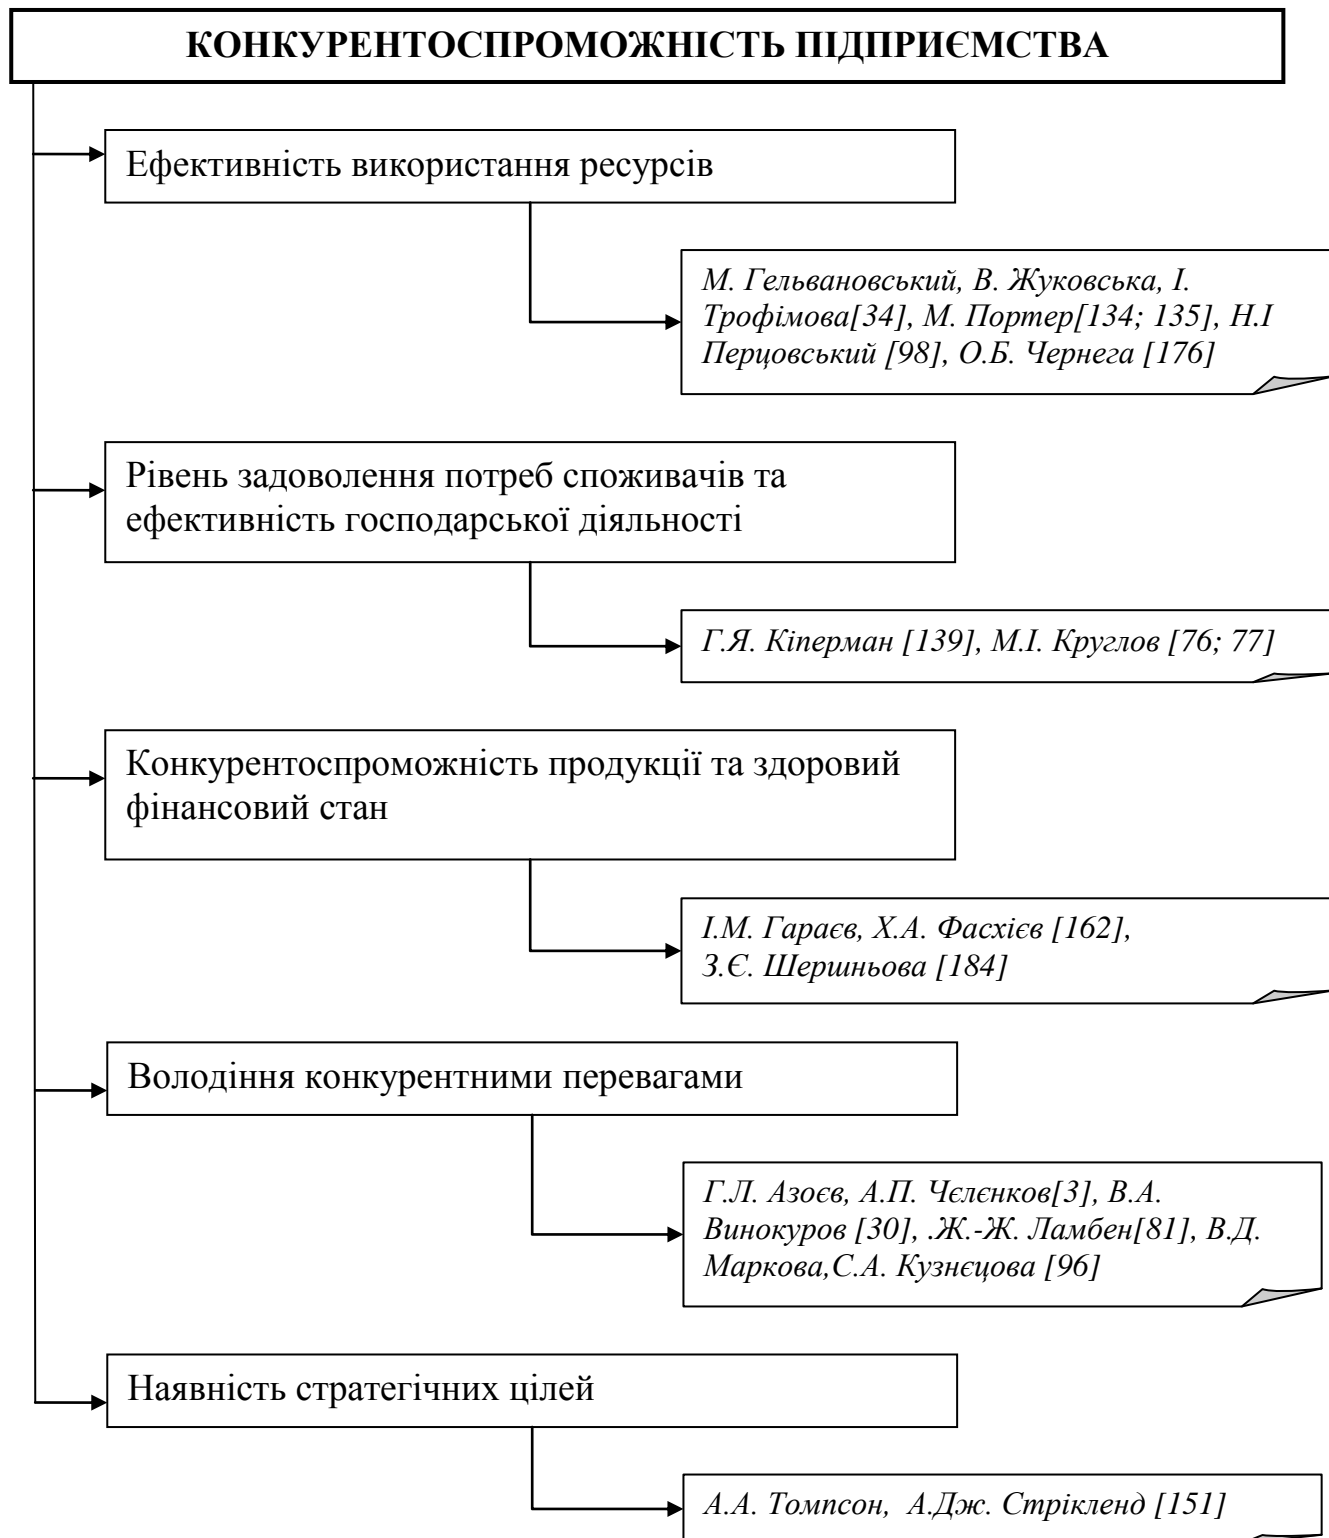 КОНКУРЕНТОСПРОМОЖНІСТЬ ПІДПРИЄМСТВА
Ефективність використання ресурсів
М. Гельвановський, В. Жуковська, І.
Трофімова[34], М. Портер[134; 135], Н.І
Перцовський [98], О.Б. Чернега [176]
Рівень задоволення потреб споживачів та
ефективність господарської діяльності
Г.Я. Кіперман [139], М.І. Круглов [76; 77]
Конкурентоспроможність продукції та здоровий
фінансовий стан
І.М. Гараєв, Х.А. Фасхієв [162],
З.Є. Шершньова [184]
Володіння конкурентними перевагами
Г.Л. Азоєв, А.П. Чєлєнков[3], В.А.
Винокуров [30], .Ж.-Ж. Ламбен[81], В.Д.
Маркова,С.А. Кузнєцова [96]
Наявність стратегічних цілей
А.А. Томпсон,  А.Дж. Стрікленд [151]